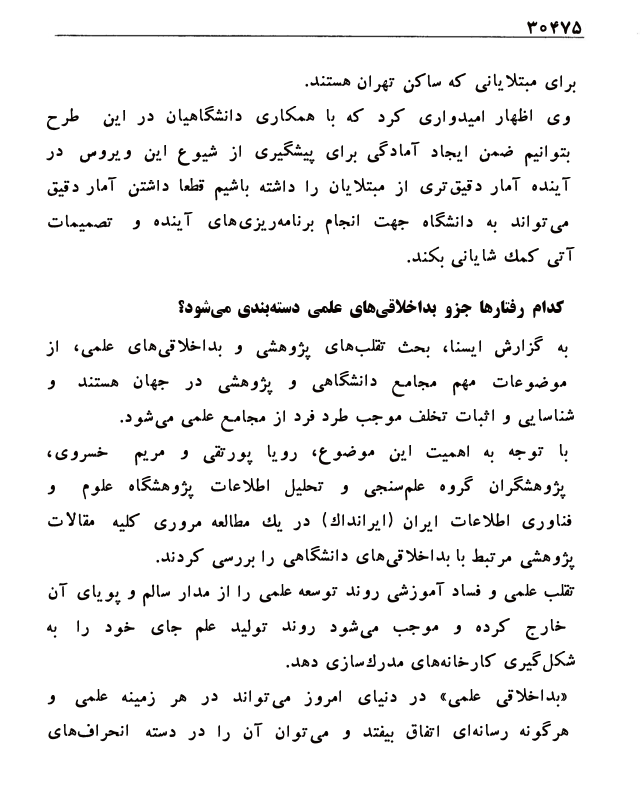 ۳۰۴۷۵
برای مبتلایانی که ساکن تهران هستند.
وی اظهار امیدواری کرد که با همکاری دانشگاهیان در این طرح
بتوانیم ضمن ایجاد آمادگی برای پیشگیری از شیوع این ویروس در
آینده آمار دقیق‌تری از مبتلایان را داشته باشیم قطعا داشتن آمار دقیق
می‌تواند به دانشگاه جهت انجام برنامه‌ریزی‌های آینده و تصمیمات
آتی کمك شایانی بکند.
کدام رفتارها جزو بداخلاقی‌های علمی دسته‌بندی می‌شود؟
به گزارش ایسنا، بحث تقلب‌های پژوهشی و بداخلاقی‌های علمی، از
موضوعات مهم مجامع دانشگاهی و پژوهشی در جهان هستند و
شناسایی و اثبات تخلف موجب طرد فرد از مجامع علمی می‌شود.
با توجه به اهمیت این موضوع، رویا پورتقی و مریم خسروی،
پژوهشگران گروه علم‌سنجی و تحلیل اطلاعات پژوهشگاه علوم و
فناوری اطلاعات ایران (ایرانداك) در یك مطالعه مروری کلیه مقالات
پژوهشی مرتبط با بداخلاقی‌های دانشگاهی را بررسی کردند.
تقلب علمی و فساد آموزشی روند توسعه علمی را از مدار سالم و پویای آن
خارج کرده و موجب می‌شود روند تولید علم جای خود را به
شکل‌گیری کارخانه‌های مدرك‌سازی دهد.
«بداخلاقی علمی» در دنیای امروز می‌تواند در هر زمینه علمی و
هرگونه رسانه‌ای اتفاق بیفتد و می‌توان آن را در دسته انحراف‌های